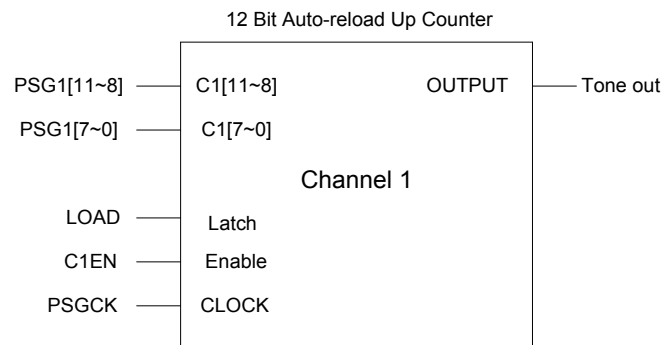 12 Bit Auto-reload Up Counter
PSG1[11~8] C1[11~8] OUTPUT Tone out
PSG1[7~0] C1[7~0]
Channel 1
LOAD Latch
C1EN Enable
PSGCK CLOCK